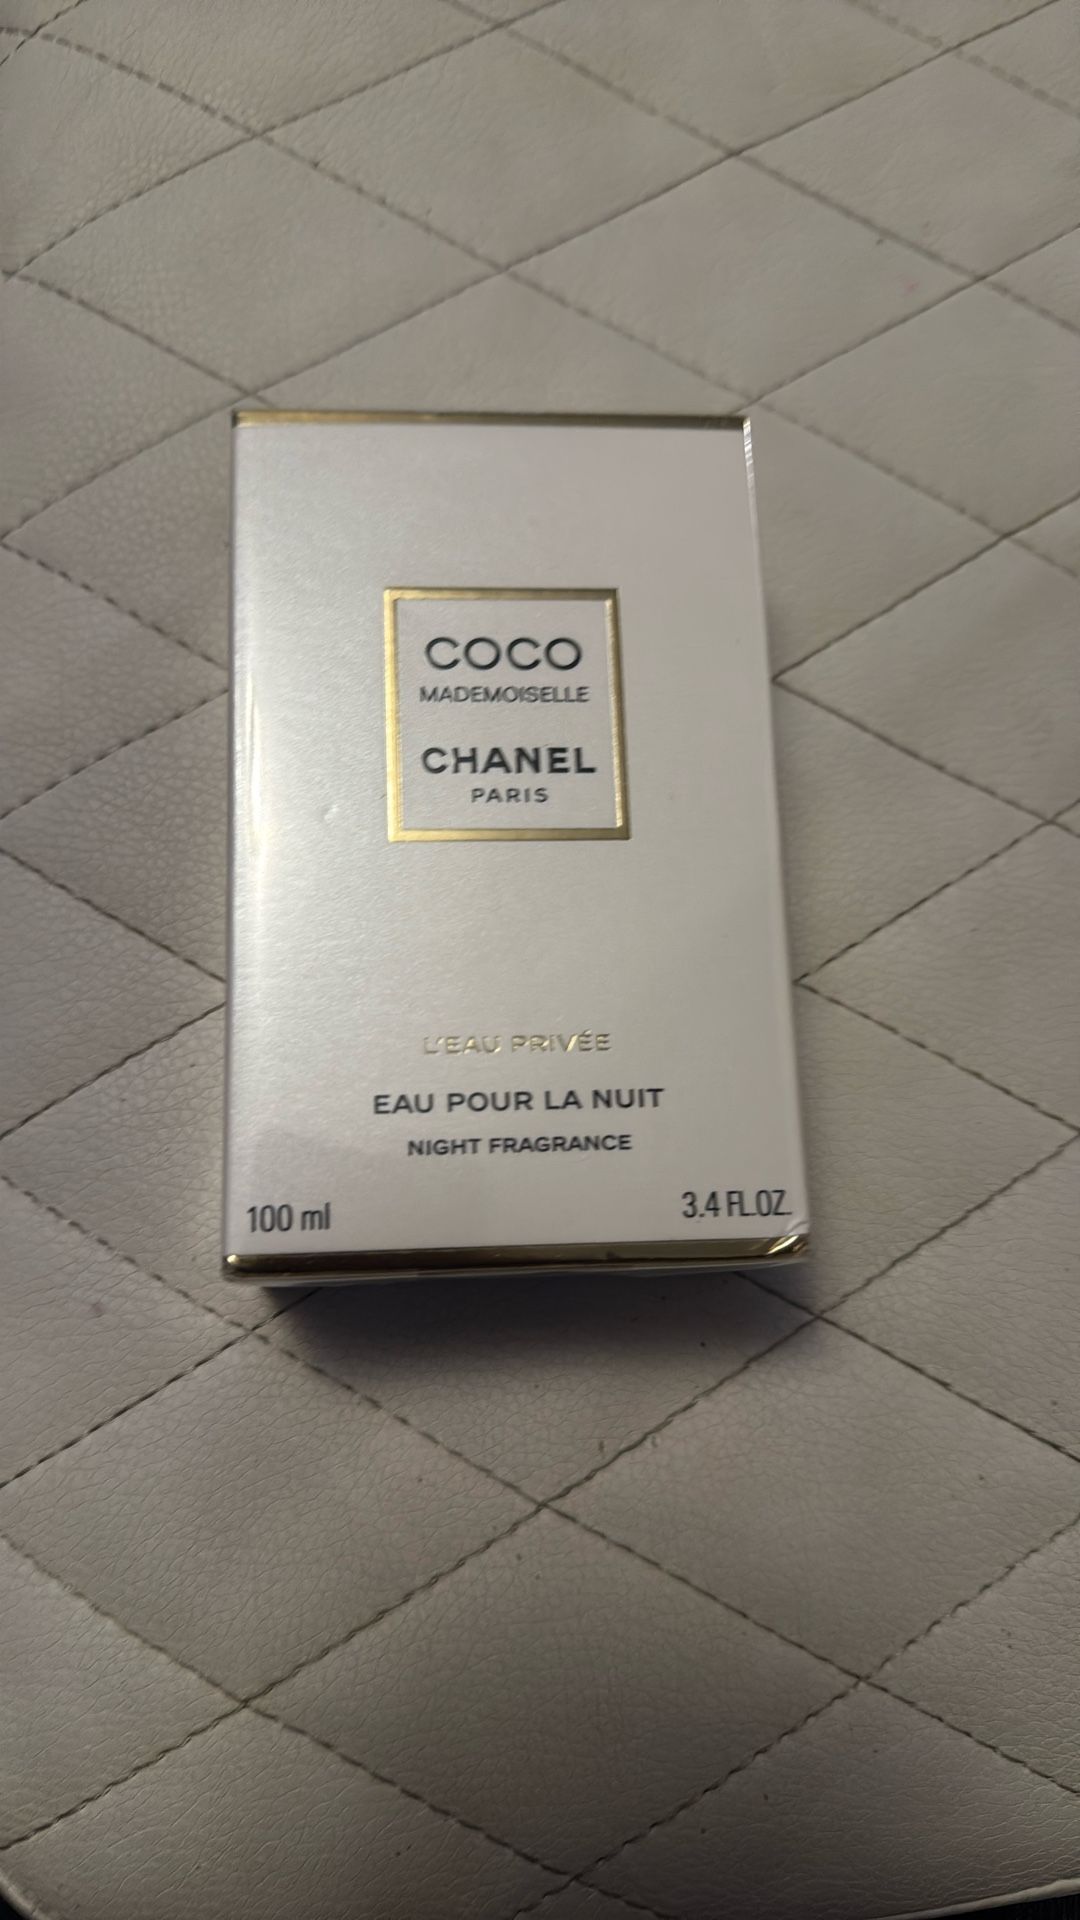 COCO
MADEMOISELLE
CHANEL
PARIS
L'EAU PRIVÉE
EAU POUR LA NUIT
NIGHT FRAGRANCE
100 ml
3.4 FL.OZ.